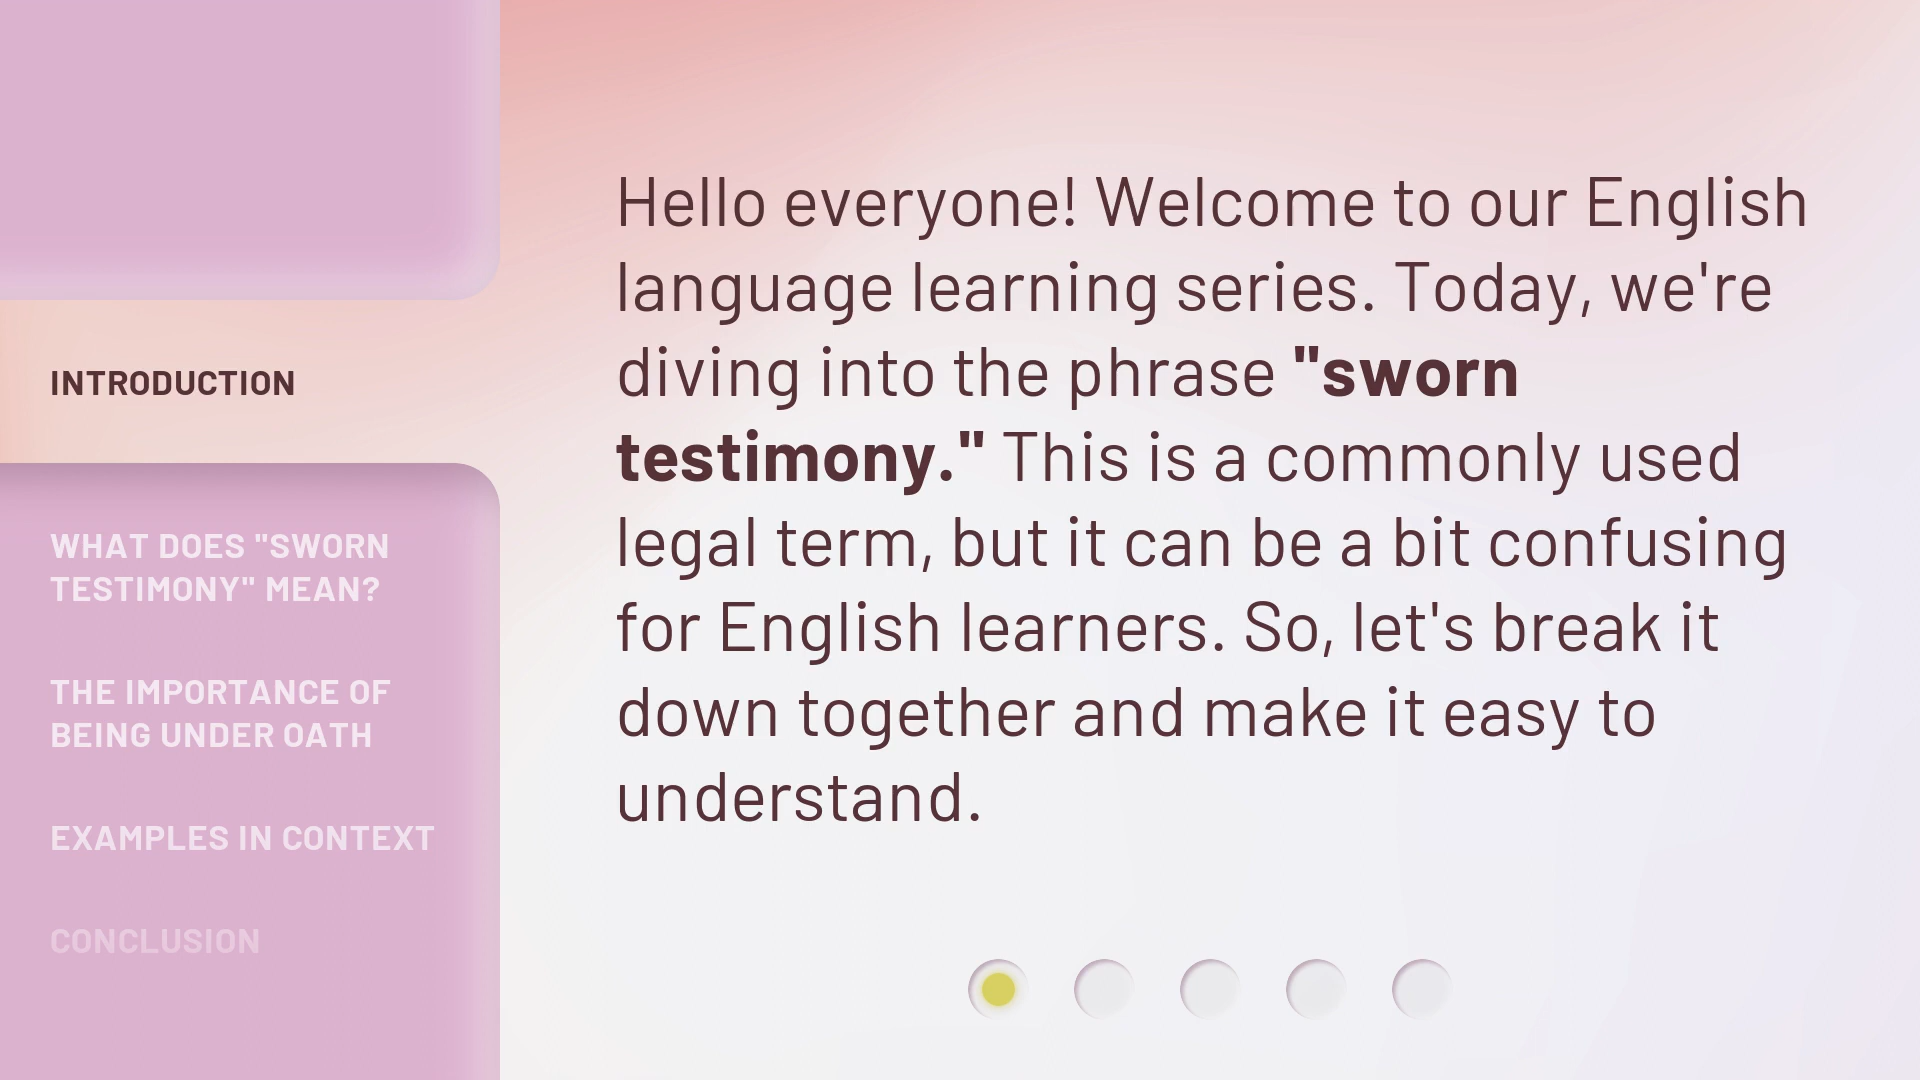 INTRODUCTION
WHAT DOES "SWORN
TESTIMONY" MEAN?
THE IMPORTANCE OF
BEING UNDER OATH
EXAMPLES IN CONTEXT
CONCLUSION
Hello everyone! Welcome to our English
language learning series. Today, we're
diving into the phrase "sworn
testimony." This is a commonly used
legal term, but it can be a bit confusing
for English learners. So, let's break it
down together and make it easy to
understand.